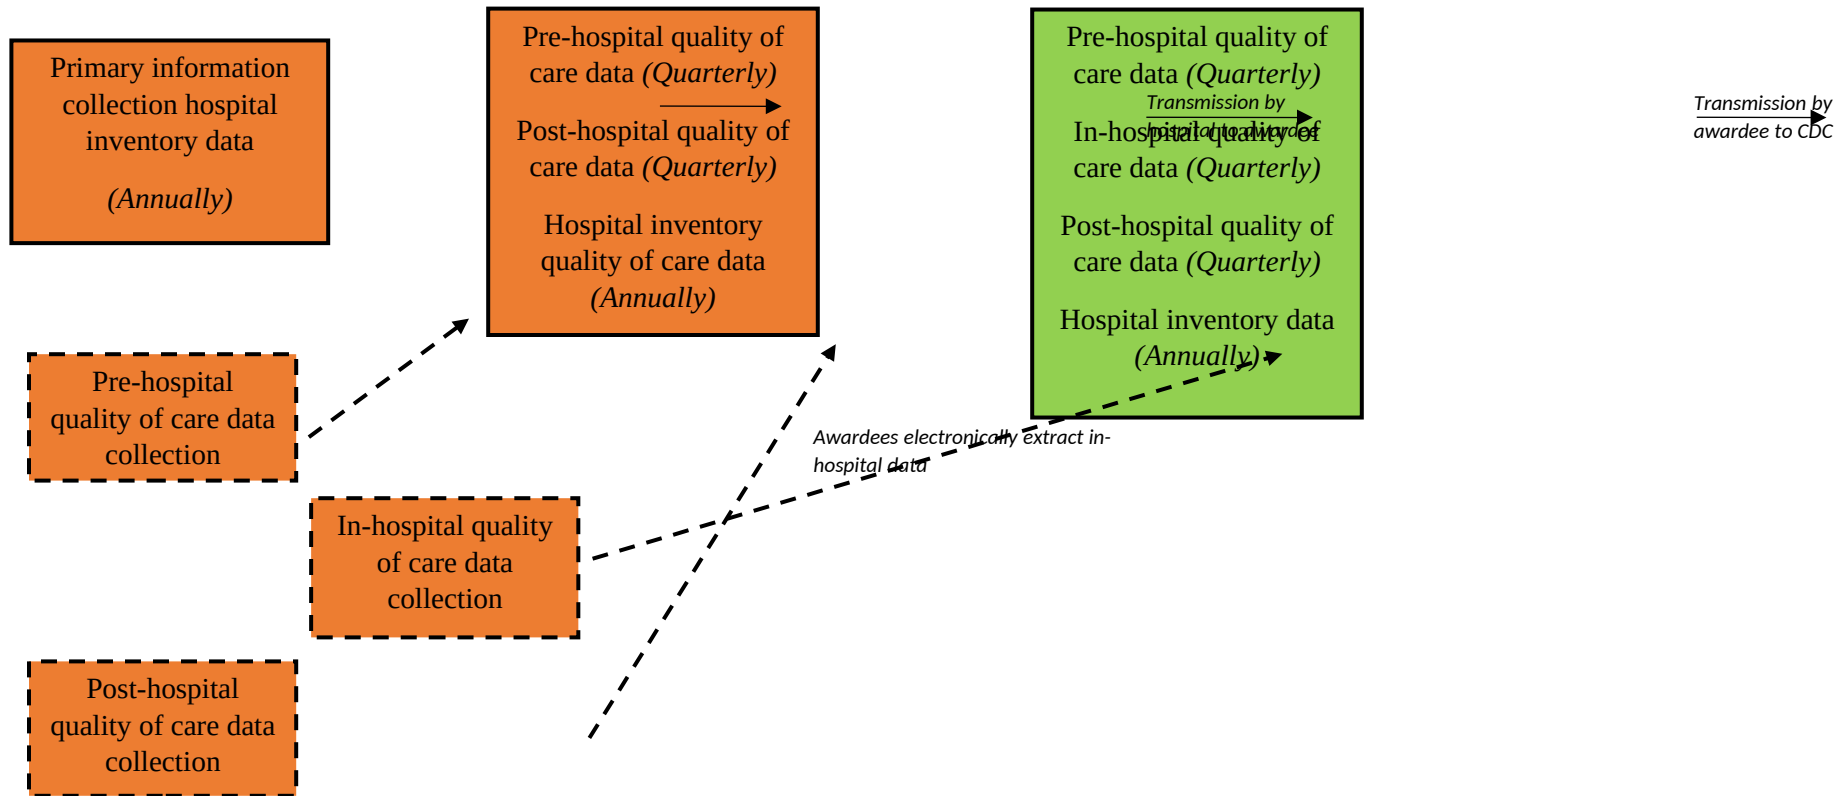 Primary information
collection hospital
inventory data
(Annually)
Pre-hospital quality of
care data (Quarterly)
Post-hospital quality of
care data (Quarterly)
Hospital inventory
quality of care data
(Annually)
Pre-hospital quality of
care data (Quarterly)
In-hospital quality of
care data (Quarterly)
Post-hospital quality of
care data (Quarterly)
Hospital inventory data
(Annually)
Transmission by
hospital to awardee
Transmission by
awardee to CDC
Pre-hospital
quality of care data
collection
Awardees electronically extract in-
hospital data
In-hospital quality
of care data
collection
Post-hospital
quality of care data
collection